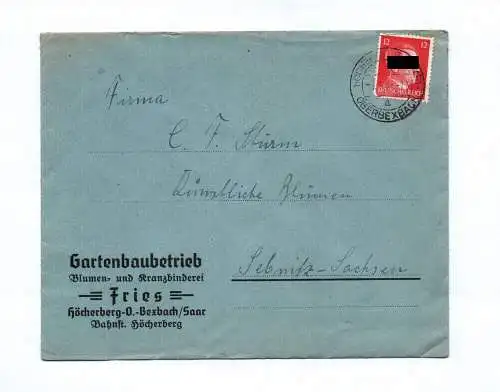 12 12
DEUTSCHES REICH
OBERBEXBACH
Firma
C. F. Sturm
Künstliche Blumen
Sebnitz-Sachsen
Gartenbaubetrieb
Blumen- und Kranzbinderei
Fries
Höcherberg-O.-Bexbach/Saar
Bahnst. Höcherberg